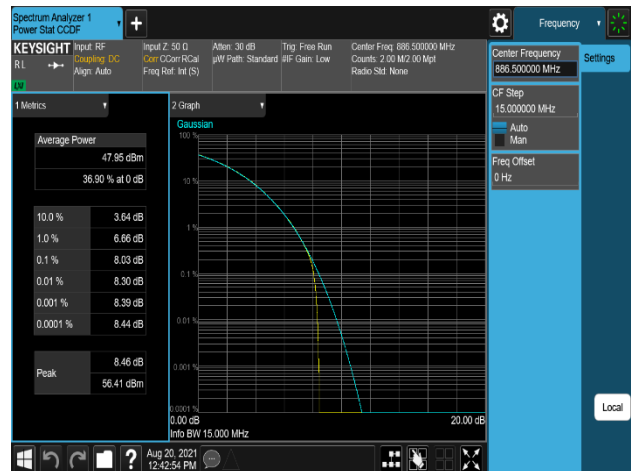 Spectrum Analyzer 1
Power Stat CCDF
Frequency
KEYSIGHT
RL
Input: RF
Coupling: DC
Align: Auto
Input Z: 50 Ω
Corr CCorr RCal
Freq Ref: Int (S)
Atten: 30 dB
µW Path: Standard
Trig: Free Run
#IF Gain: Low
Center Freq: 886.500000 MHz
Counts: 2.00 M/2.00 Mpt
Radio Std: None
Center Frequency
886.500000 MHz
Settings
CF Step
15.000000 MHz
Auto
Man
Freq Offset
0 Hz
1 Metrics
Average Power
47.95 dBm
36.90 % at 0 dB
10.0 % 3.64 dB
1.0 % 6.66 dB
0.1 % 8.03 dB
0.01 % 8.30 dB
0.001 % 8.39 dB
0.0001 % 8.44 dB
Peak 8.46 dB
56.41 dBm
2 Graph
Gaussian
100 %
10 %
1 %
0.1 %
0.01 %
0.001 %
0.0001 %
0.00 dB 20.00 dB
Info BW 15.000 MHz
Local
?
Aug 20, 2021
12:42:54 PM